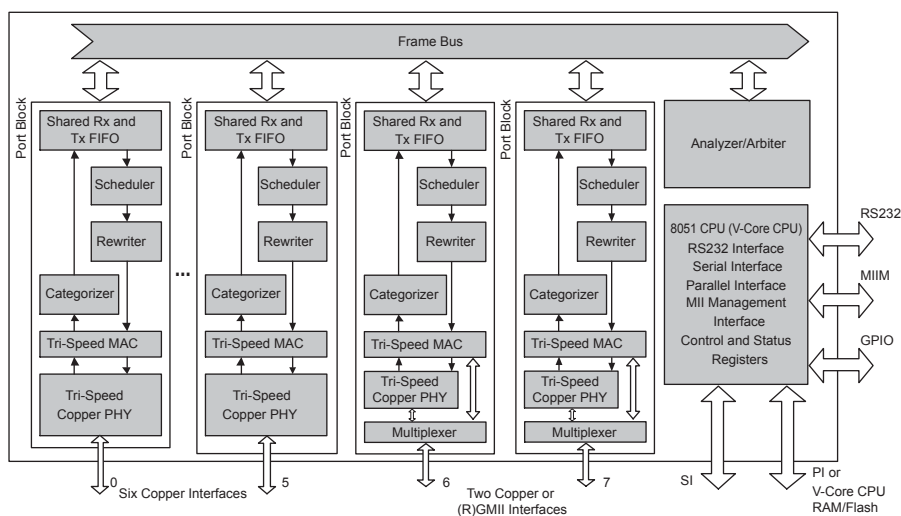 Frame Bus
Port Block
Shared Rx and
Tx FIFO
Scheduler
Rewriter
Categorizer
Tri-Speed MAC
Tri-Speed
Copper PHY
0
...
Port Block
Shared Rx and
Tx FIFO
Scheduler
Rewriter
Categorizer
Tri-Speed MAC
Tri-Speed
Copper PHY
5
Six Copper Interfaces
Port Block
Shared Rx and
Tx FIFO
Scheduler
Rewriter
Categorizer
Tri-Speed MAC
Tri-Speed
Copper PHY
Multiplexer
6
Port Block
Shared Rx and
Tx FIFO
Scheduler
Rewriter
Categorizer
Tri-Speed MAC
Tri-Speed
Copper PHY
Multiplexer
7
Two Copper or
(R)GMII Interfaces
Analyzer/Arbiter
8051 CPU (V-Core CPU)
RS232 Interface
Serial Interface
Parallel Interface
MII Management
Interface
Control and Status
Registers
RS232
MIIM
GPIO
SI
PI or
V-Core CPU
RAM/Flash